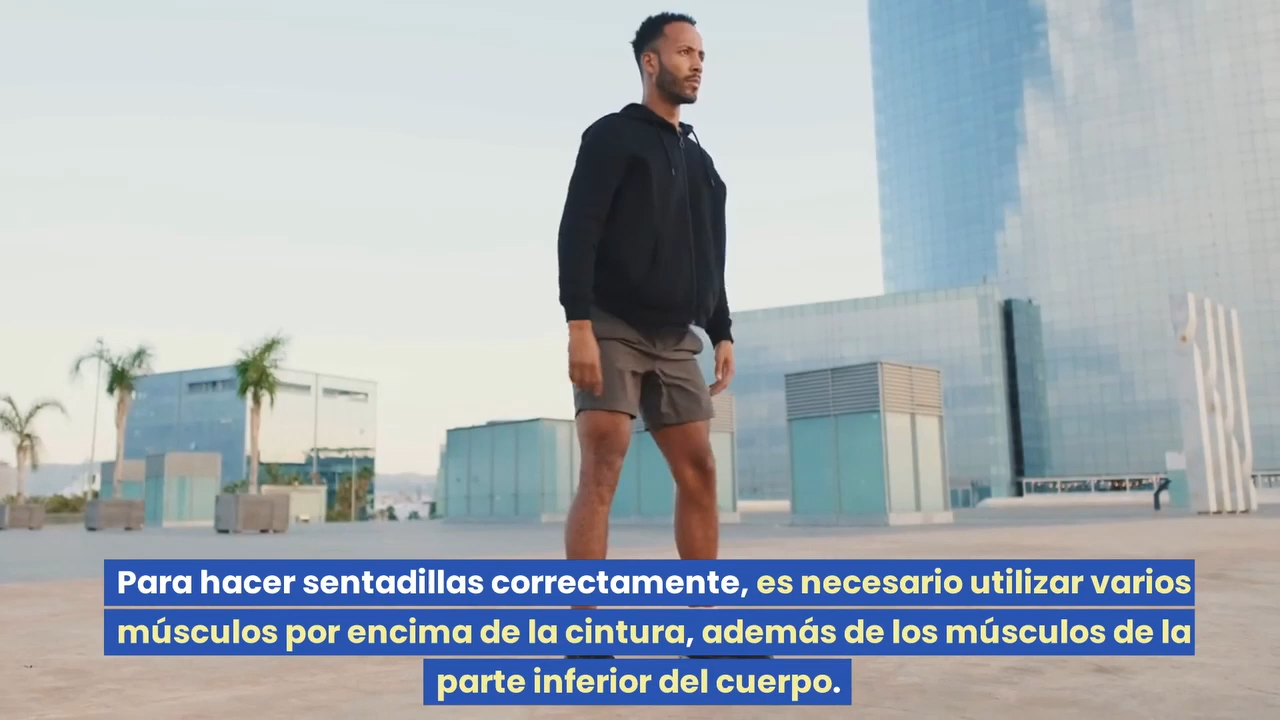 Para hacer sentadillas correctamente, es necesario utilizar varios
músculos por encima de la cintura, además de los músculos de la
parte inferior del cuerpo.